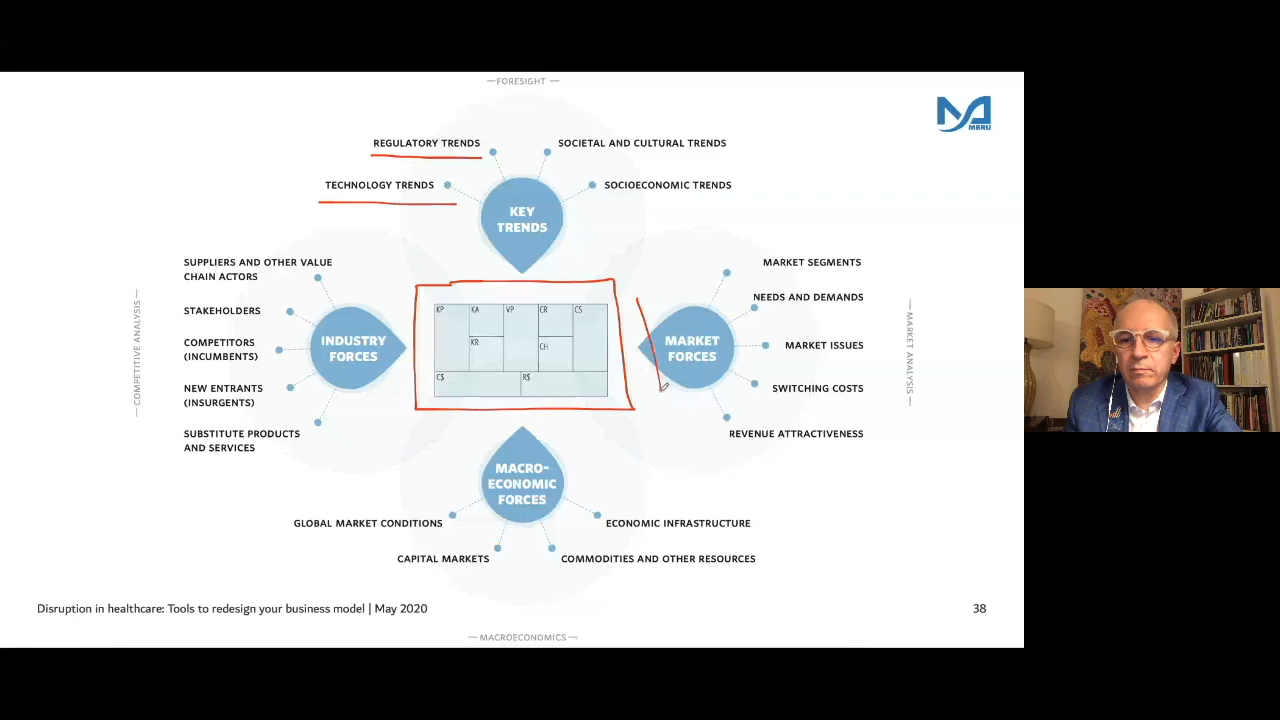 —FORESIGHT —
MBRU
REGULATORY TRENDS
SOCIETAL AND CULTURAL TRENDS
TECHNOLOGY TRENDS
SOCIOECONOMIC TRENDS
KEY
TRENDS
SUPPLIERS AND OTHER VALUE
CHAIN ACTORS
STAKEHOLDERS
COMPETITORS
(INCUMBENTS)
NEW ENTRANTS
(INSURGENTS)
SUBSTITUTE PRODUCTS
AND SERVICES
— COMPETITIVE ANALYSIS —
INDUSTRY
FORCES
KP
KA
VP
CR
CS
KR
CH
C$
R$
MARKET
FORCES
MARKET SEGMENTS
NEEDS AND DEMANDS
MARKET ISSUES
SWITCHING COSTS
REVENUE ATTRACTIVENESS
— MARKET ANALYSIS —
MACRO-
ECONOMIC
FORCES
GLOBAL MARKET CONDITIONS
ECONOMIC INFRASTRUCTURE
CAPITAL MARKETS
COMMODITIES AND OTHER RESOURCES
Disruption in healthcare: Tools to redesign your business model | May 2020
38
— MACROECONOMICS —